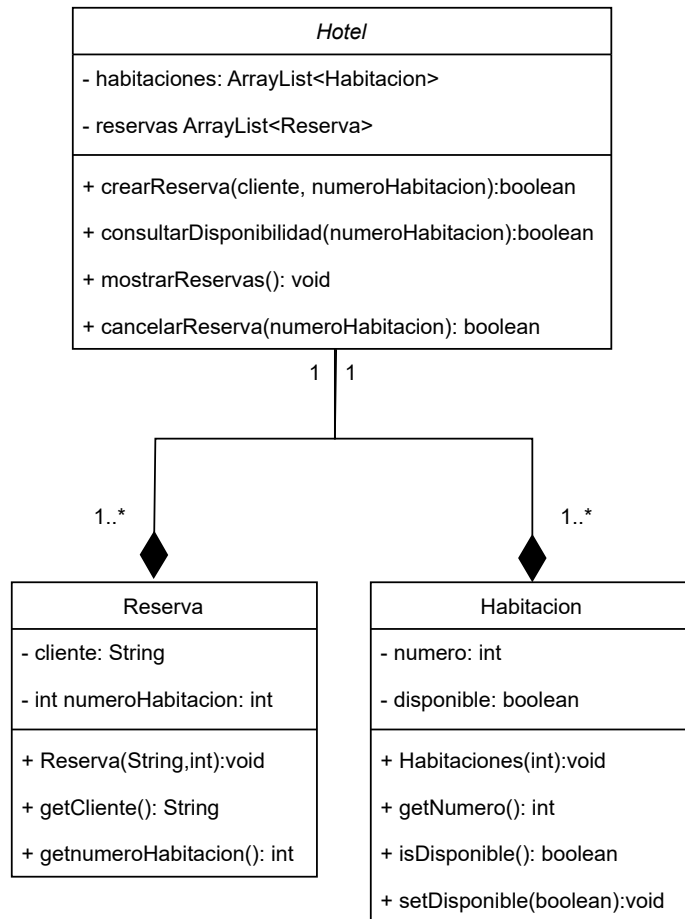 Hotel
- habitaciones: ArrayList<Habitacion>
- reservas ArrayList<Reserva>
+ crearReserva(cliente, numeroHabitacion):boolean
+ consultarDisponibilidad(numeroHabitacion):boolean
+ mostrarReservas(): void
+ cancelarReserva(numeroHabitacion): boolean
1 1
1..*
1..*
Reserva
- cliente: String
- int numeroHabitacion: int
+ Reserva(String,int):void
+ getCliente(): String
+ getnumeroHabitacion(): int
Habitacion
- numero: int
- disponible: boolean
+ Habitaciones(int):void
+ getNumero(): int
+ isDisponible(): boolean
+ setDisponible(boolean):void